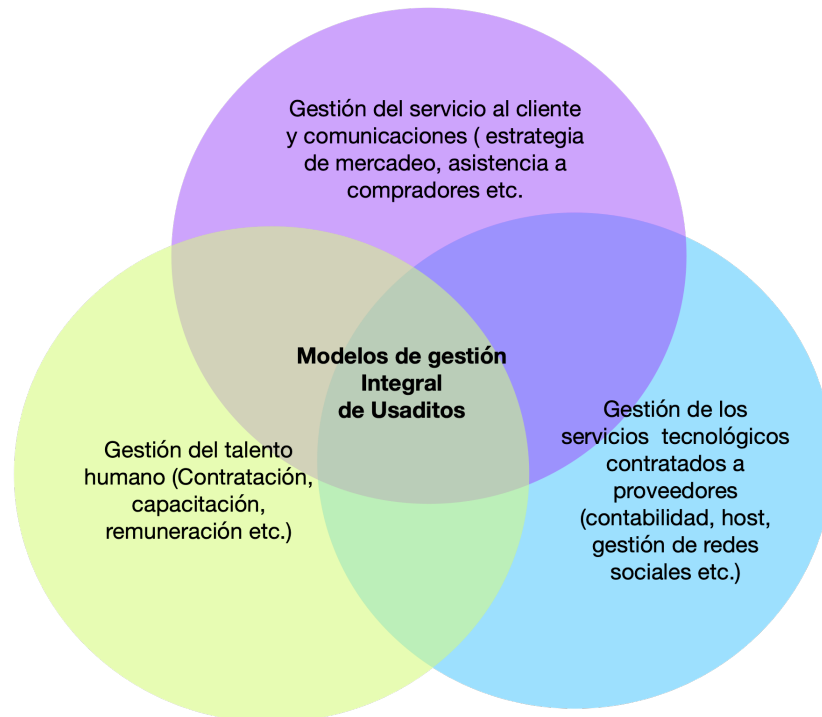 Gestión del servicio al cliente
y comunicaciones ( estrategia
de mercadeo, asistencia a
compradores etc.
Modelos de gestión
Integral
de Usaditos
Gestión del talento
humano (Contratación,
capacitación,
remuneración etc.)
Gestión de los
servicios  tecnológicos
contratados a
proveedores
(contabilidad, host,
gestión de redes
sociales etc.)